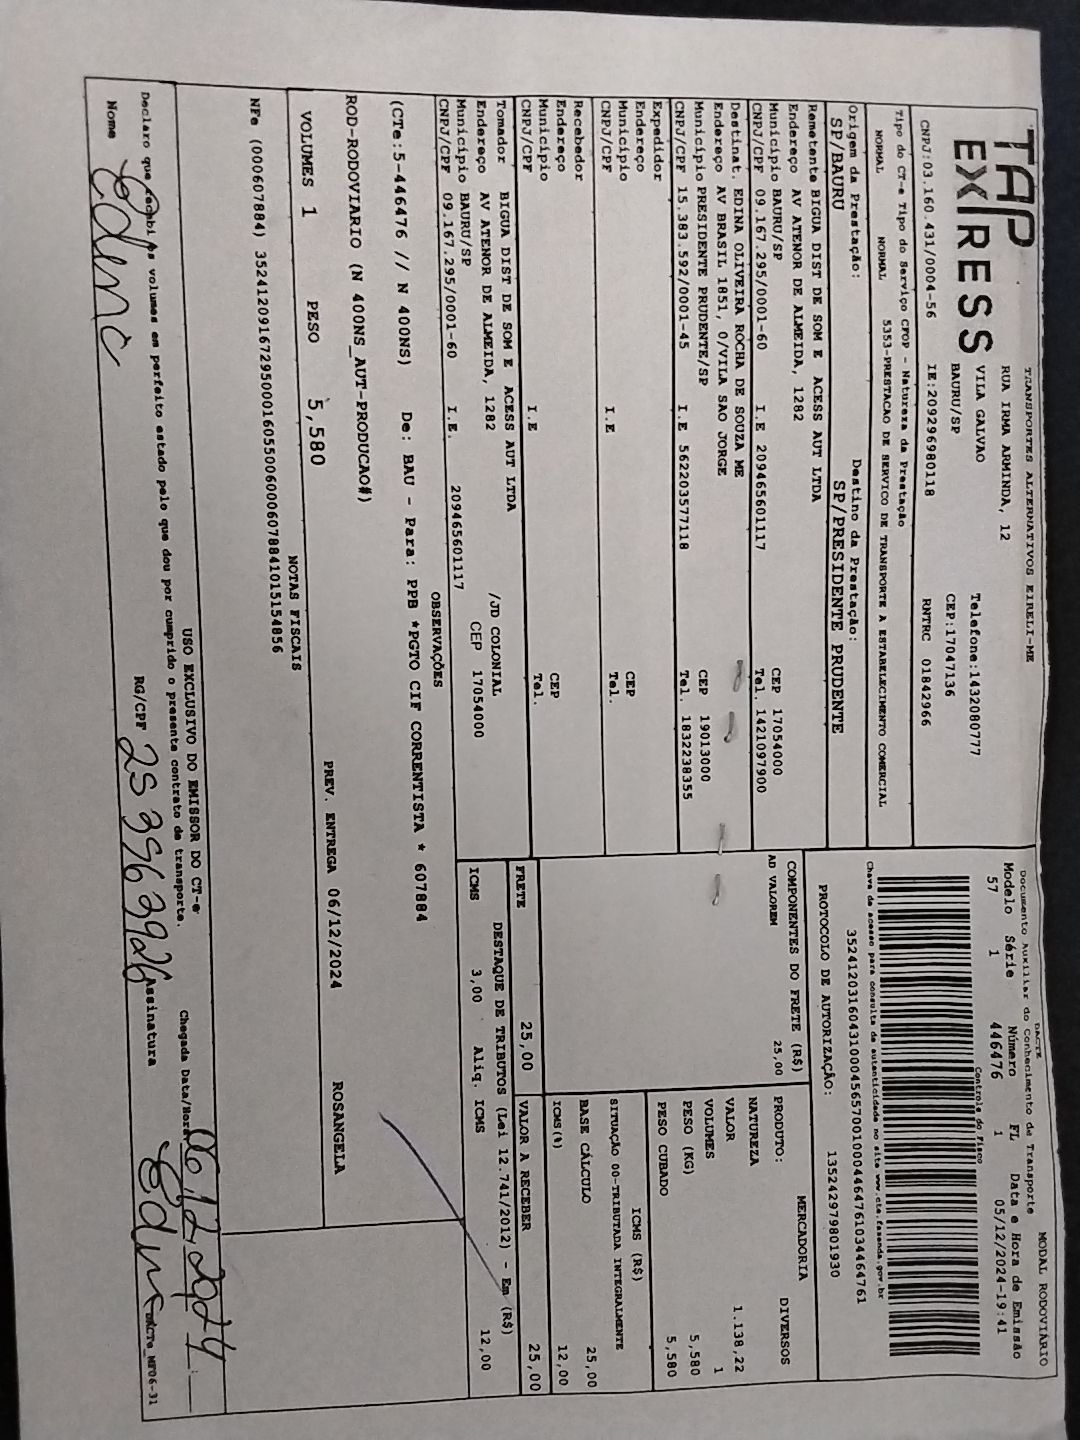 TAP
EXPRESS
TRANSPORTES ALTERNATIVOS EIRELI-ME
RUA IRMA ARMINDA, 12
VILA GALVAO
BAURU/SP
Telefone:1432080777
CEP:17047136
CNPJ:03.160.431/0004-56 IE:209296980118 RNTRC 01842966
Tipo do CT-e Tipo do Serviço CFOP - Natureza da Prestação
NORMAL NORMAL 5353-PRESTACAO DE SERVICO DE TRANSPORTE A ESTABELECIMENTO COMERCIAL
Origem da Prestação: Destino da Prestação:
SP/BAURU SP/PRESIDENTE PRUDENTE
Remetente BIGUA DIST DE SOM E ACESS AUT LTDA
Endereço AV ATENOR DE ALMEIDA, 1282
Município BAURU/SP CEP 17054000
CNPJ/CPF 09.167.295/0001-60 I.E 209465601117 Tel. 1421097900
Destinat. EDINA OLIVEIRA ROCHA DE SOUZA ME
Endereço AV BRASIL 1851, 0/VILA SAO JORGE
Município PRESIDENTE PRUDENTE/SP CEP 19013000
CNPJ/CPF 15.383.592/0001-45 I.E 562203577118 Tel. 1832238355
Expedidor
Endereço
Município CEP
CNPJ/CPF I.E Tel.
Recebedor
Endereço
Município CEP
CNPJ/CPF I.E Tel.
Tomador BIGUA DIST DE SOM E ACESS AUT LTDA
Endereço AV ATENOR DE ALMEIDA, 1282 /JD COLONIAL
Município BAURU/SP CEP 17054000
CNPJ/CPF 09.167.295/0001-60 I.E. 209465601117
DACTE MODAL RODOVIÁRIO
Documento Auxiliar do Conhecimento de Transporte
Modelo Série Número FL Data e Hora de Emissão
57 1 446476 1 05/12/2024-19:41
Controle do Fisco
Chave de acesso para consulta de autenticidade no site www.cte.fazenda.gov.br
35241203160431000456570010004464761034464761
PROTOCOLO DE AUTORIZAÇÃO: 135242979801930
COMPONENTES DO FRETE (R$)
AD VALOREM 25,00
MERCADORIA
PRODUTO: DIVERSOS
NATUREZA
VALOR 1.138,22
VOLUMES 1
PESO (KG) 5,580
PESO CUBADO 5,580
ICMS (R$)
SITUAÇÃO 00-TRIBUTADA INTEGRALMENTE
BASE CÁLCULO 25,00
ICMS(%) 12,00
FRETE 25,00 VALOR A RECEBER 25,00
DESTAQUE DE TRIBUTOS (Lei 12.741/2012) - Em (R$)
ICMS 3,00 Aliq. ICMS 12,00
OBSERVAÇÕES
(CTe:5-446476 // N 400NS) De: BAU - Para: PPB *PGTO CIF CORRENTISTA * 607884
ROD-RODOVIARIO (N 400NS_AUT-PRODUCAO#)
VOLUMES 1 PESO 5,580 PREV. ENTREGA 06/12/2024 ROSANGELA
NOTAS FISCAIS
NFe (000607884) 35241209167295000160550060006078841015154856
USO EXCLUSIVO DO EMISSOR DO CT-e
Declaro que recebi os volumes em perfeito estado pelo que dou por cumprido o presente contrato de transporte. Chegada Data/Hora: 06 12 2024
Nome RG/CPF Assinatura
DACTe_MF06-31